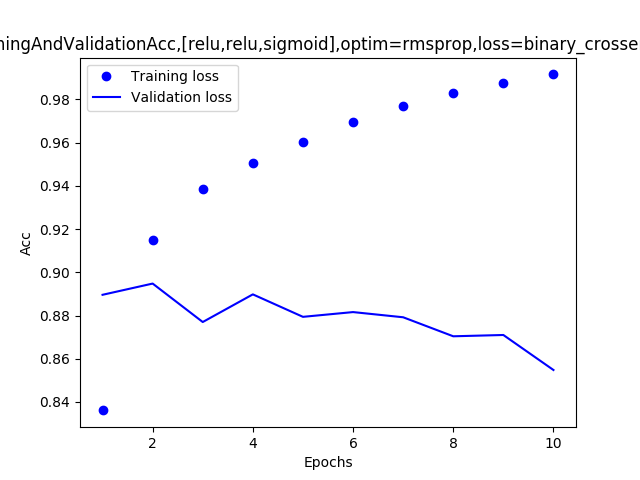 ningAndValidationAcc,[relu,relu,sigmoid],optim=rmsprop,loss=binary_crosse
Training loss
Validation loss
0.98
0.96
0.94
0.92
0.90
0.88
0.86
0.84
Acc
2
4
6
8
10
Epochs